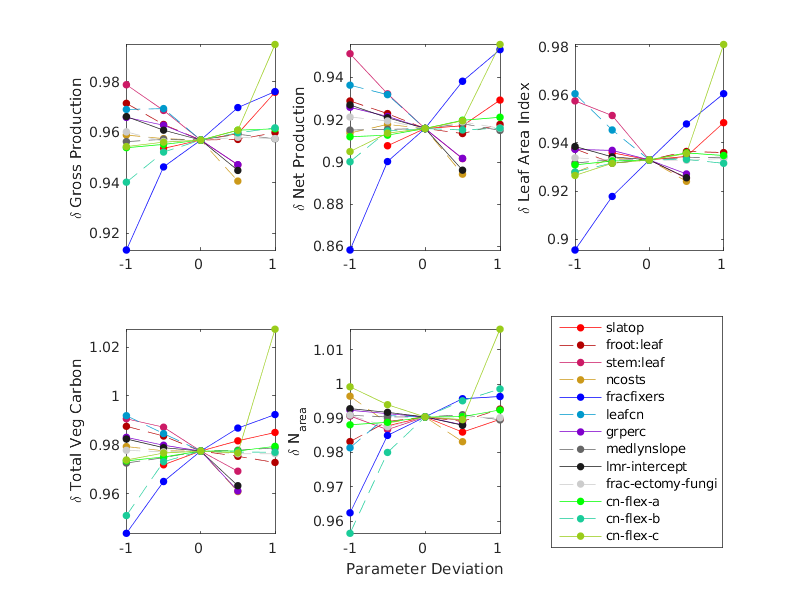 δ Gross Production
0.98
0.96
0.94
0.92
-1 0 1
δ Net Production
0.94
0.92
0.9
0.88
0.86
-1 0 1
δ Leaf Area Index
0.98
0.96
0.94
0.92
0.9
-1 0 1
δ Total Veg Carbon
1.02
1
0.98
0.96
-1 0 1
δ Narea
1.01
1
0.99
0.98
0.97
0.96
-1 0 1
Parameter Deviation
slatop
froot:leaf
stem:leaf
ncosts
fracfixers
leafcn
grperc
medlynslope
lmr-intercept
frac-ectomy-fungi
cn-flex-a
cn-flex-b
cn-flex-c